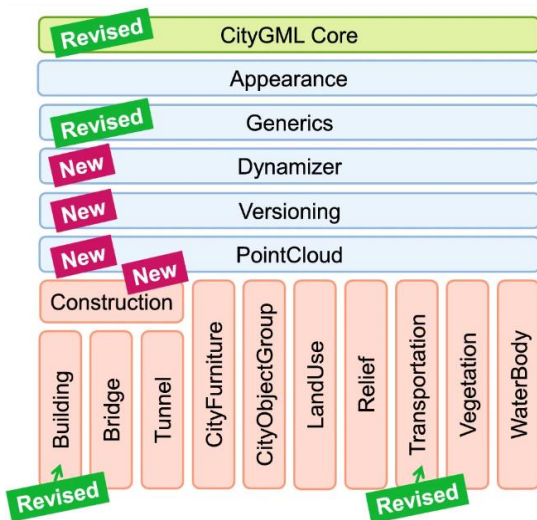 Revised
CityGML Core
Appearance
Revised
Generics
New
Dynamizer
New
Versioning
New
PointCloud
New
Construction
Building
Bridge
Tunnel
CityFurniture
CityObjectGroup
LandUse
Relief
Transportation
Vegetation
WaterBody
Revised
Revised